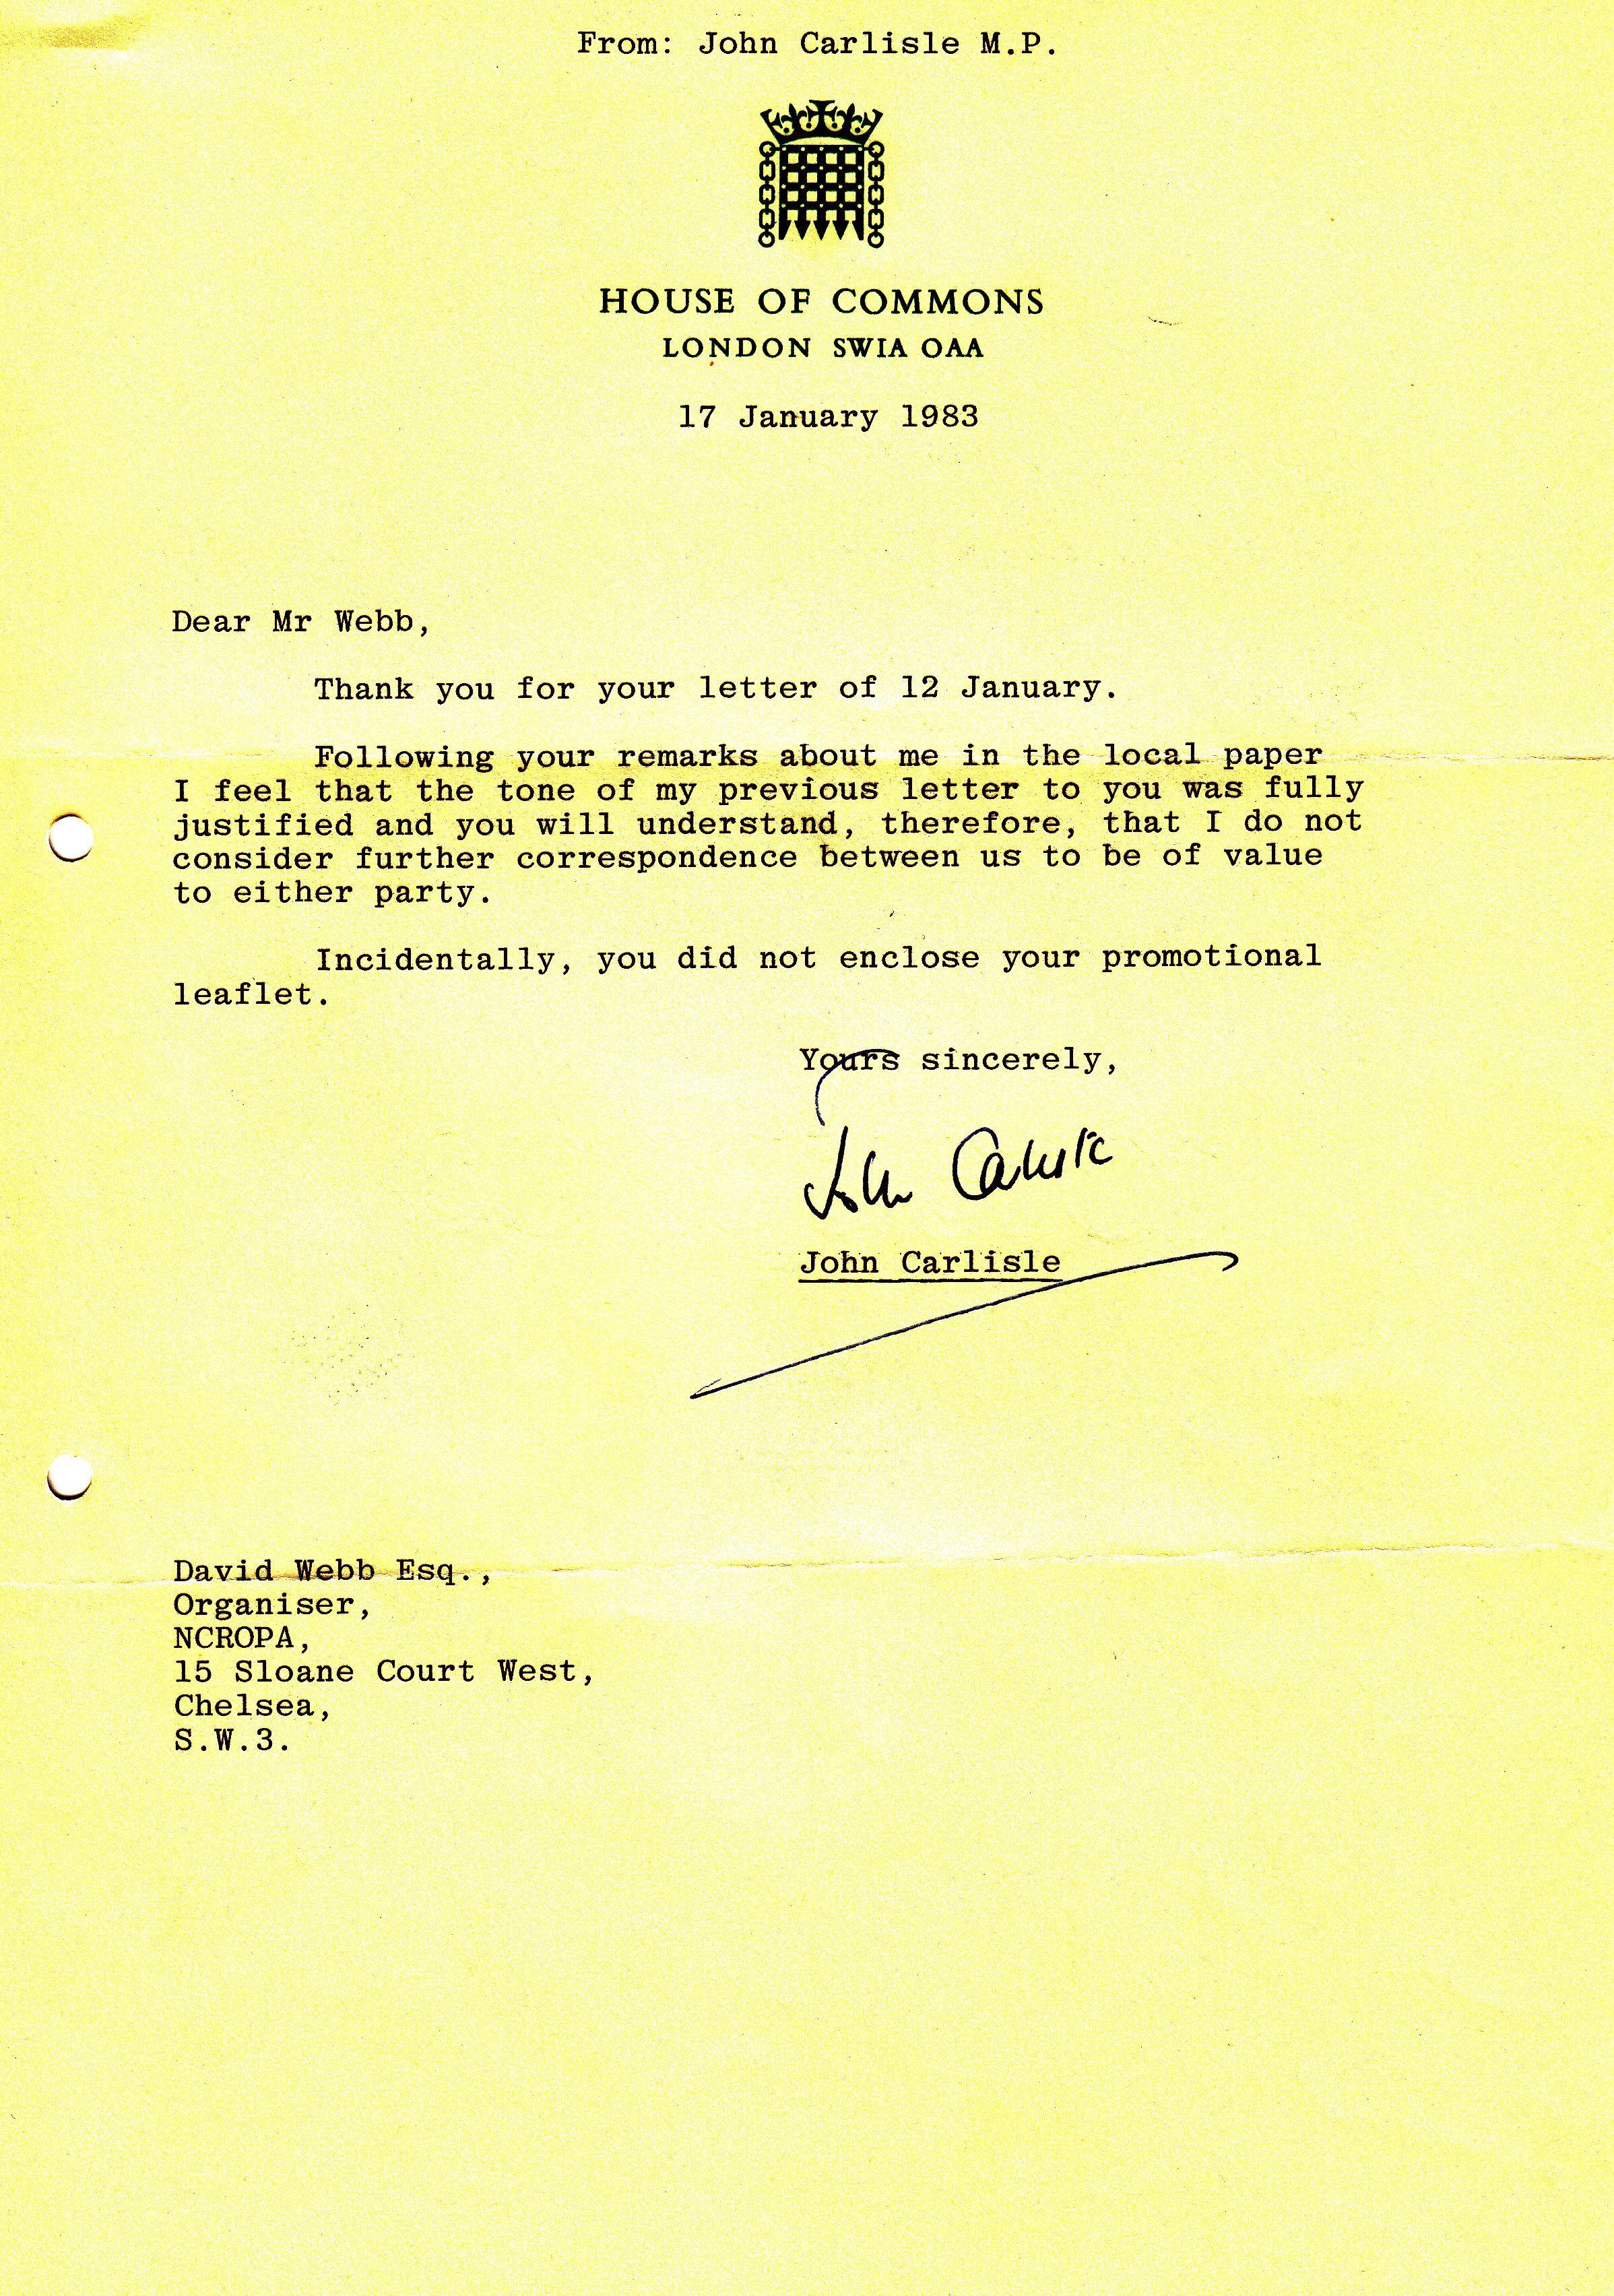 From: John Carlisle M.P.
HOUSE OF COMMONS
LONDON SWIA OAA
17 January 1983
Dear Mr Webb,
Thank you for your letter of 12 January.
Following your remarks about me in the local paper
I feel that the tone of my previous letter to you was fully
justified and you will understand, therefore, that I do not
consider further correspondence between us to be of value
to either party.
Incidentally, you did not enclose your promotional
leaflet.
Yours sincerely,
John Carlisle
John Carlisle
David Webb Esq.,
Organiser,
NCROPA,
15 Sloane Court West,
Chelsea,
S.W.3.